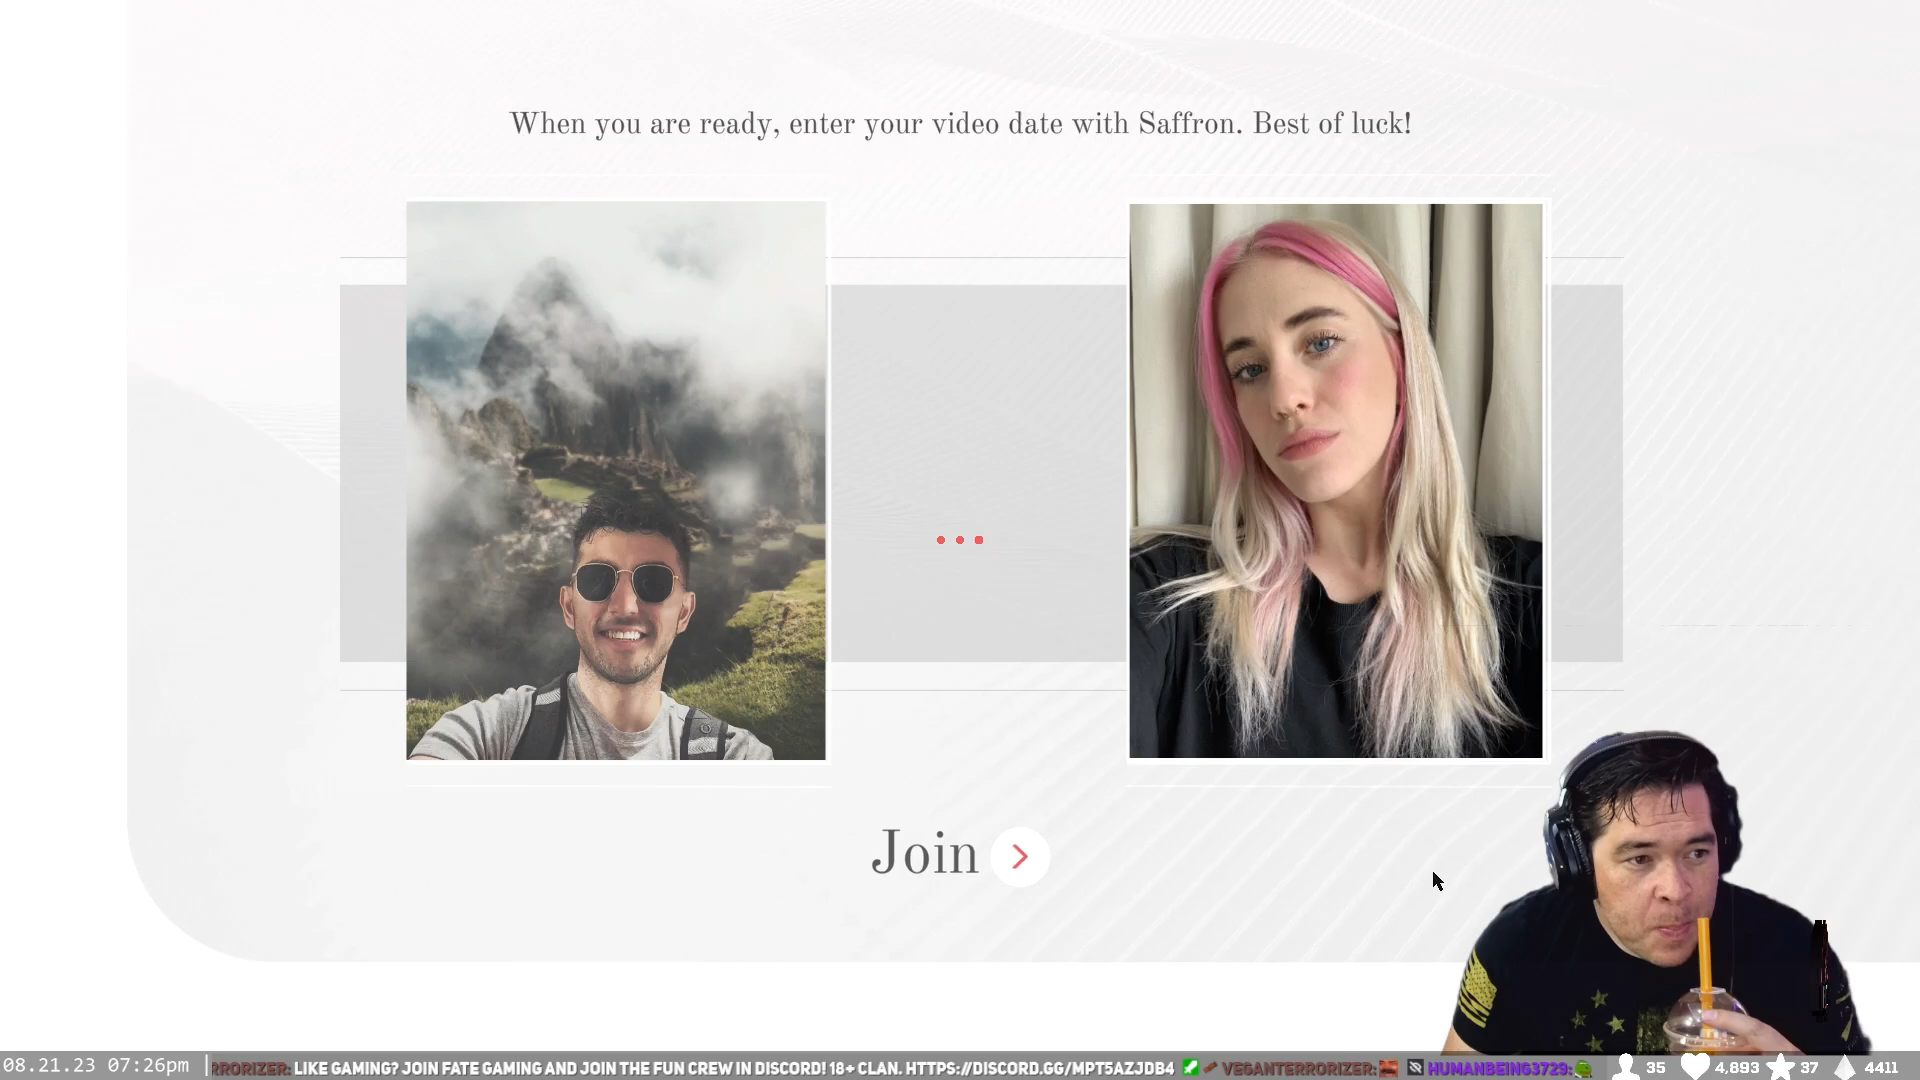 When you are ready, enter your video date with Saffron. Best of luck!
Join
08.21.23 07:26pm
RRORIZER: LIKE GAMING? JOIN FATE GAMING AND JOIN THE FUN CREW IN DISCORD! 18+ CLAN. HTTPS://DISCORD.GG/MPT5AZJDB4
VEGANTERRORIZER:
HUMANBEING3729:
35
4,893
37
4411